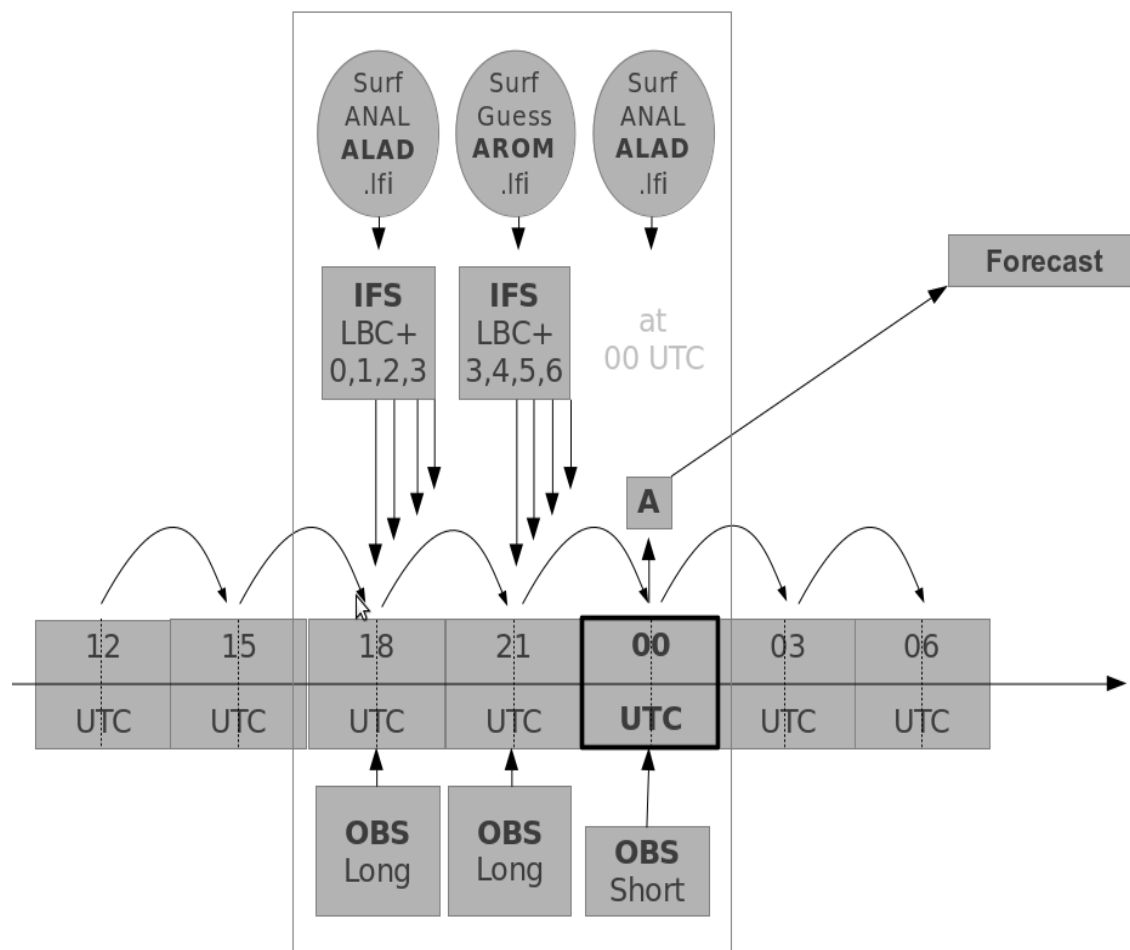 Surf
ANAL
ALAD
.lfi
Surf
Guess
AROM
.lfi
Surf
ANAL
ALAD
.lfi
IFS
LBC+
0,1,2,3
IFS
LBC+
3,4,5,6
at
00 UTC
Forecast
A
12
UTC
15
UTC
18
UTC
21
UTC
00
UTC
03
UTC
06
UTC
OBS
Long
OBS
Long
OBS
Short